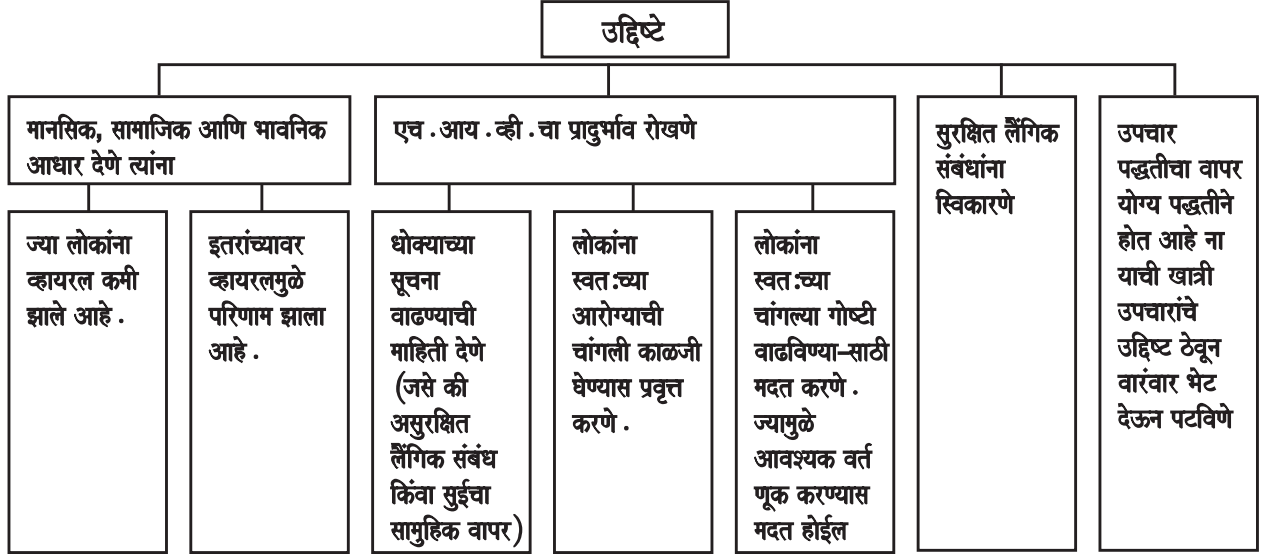 उद्दिष्टे
मानसिक, सामाजिक आणि भावनिक
आधार देणे त्यांना
एच.आय.व्ही.चा प्रादुर्भाव रोखणे
सुरक्षित लैंगिक
संबंधांना
स्विकारणे
उपचार
पद्धतीचा वापर
योग्य पद्धतीने
होत आहे ना
याची खात्री
उपचारांचे
उद्दिष्ट ठेवून
वारंवार भेट
देऊन पटविणे
ज्या लोकांना
व्हायरल कमी
झाले आहे.
इतरांच्यावर
व्हायरलमुळे
परिणाम झाला
आहे.
धोक्याच्या
सूचना
वाढण्याची
माहिती देणे
(जसे की
असुरक्षित
लैंगिक संबंध
किंवा सुईचा
सामुहिक वापर)
लोकांना
स्वत:च्या
आरोग्याची
चांगली काळजी
घेण्यास प्रवृत्त
करणे.
लोकांना
स्वत:च्या
चांगल्या गोष्टी
वाढविण्या–साठी
मदत करणे.
ज्यामुळे
आवश्यक वर्त
णूक करण्यास
मदत होईल